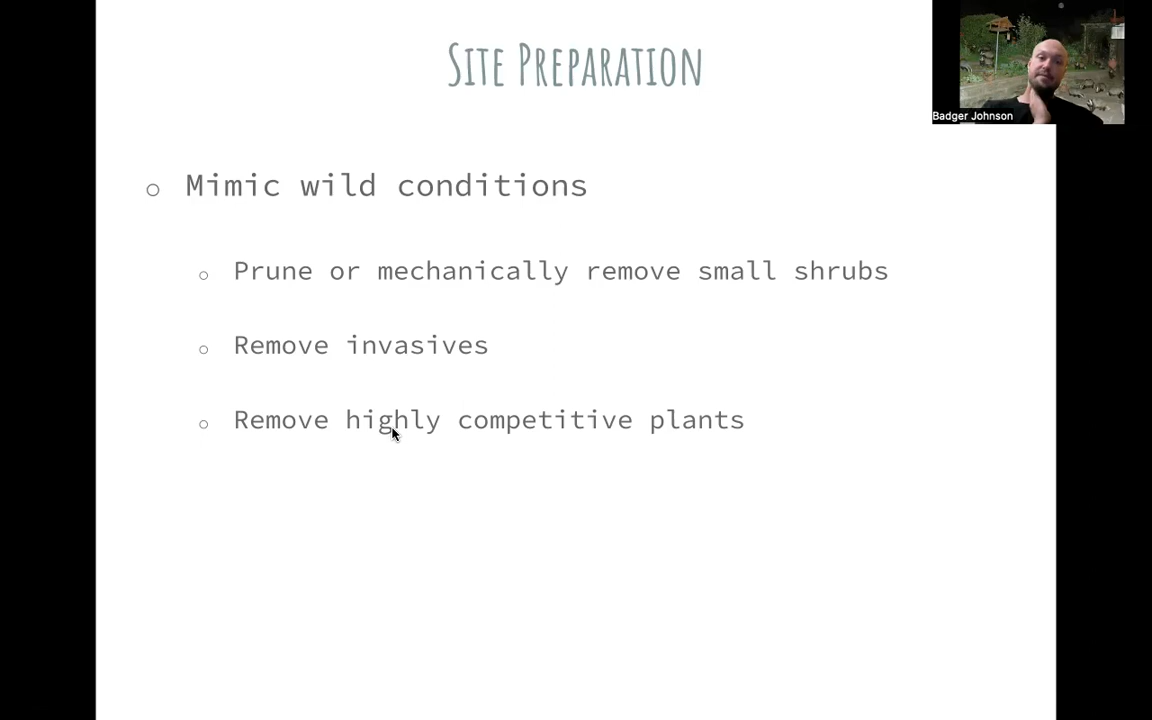 Site Preparation
Badger Johnson
Mimic wild conditions
Prune or mechanically remove small shrubs
Remove invasives
Remove highly competitive plants